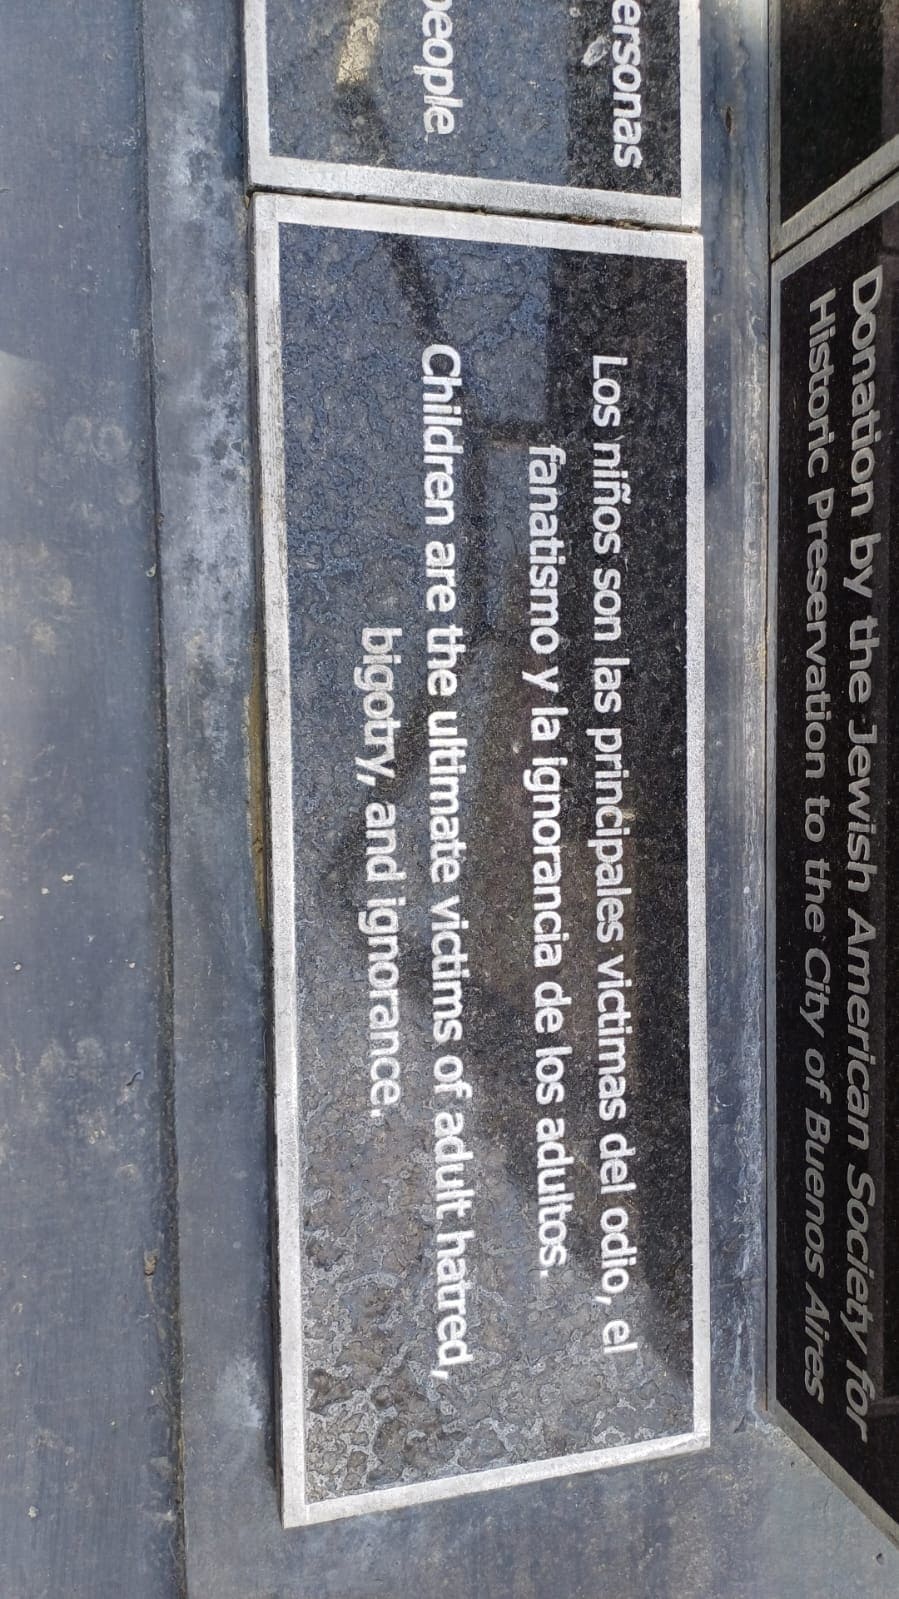 Donation by the Jewish American Society for
Historic Preservation to the City of Buenos Aires
ersonas
people
Los niños son las principales victimas del odio, el
fanatismo y la ignorancia de los adultos.
Children are the ultimate victims of adult hatred,
bigotry, and ignorance.